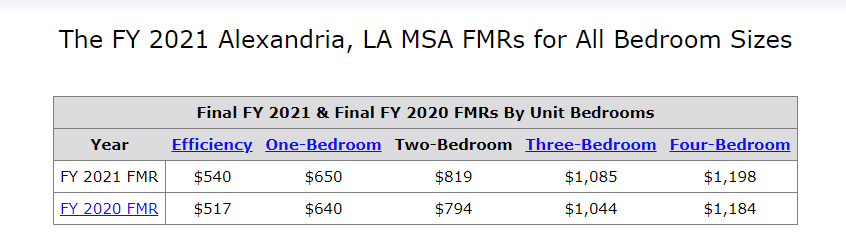 The FY 2021 Alexandria, LA MSA FMRs for All Bedroom Sizes
Final FY 2021 & Final FY 2020 FMRs By Unit Bedrooms
Year Efficiency One-Bedroom Two-Bedroom Three-Bedroom Four-Bedroom
FY 2021 FMR $540 $650 $819 $1,085 $1,198
FY 2020 FMR $517 $640 $794 $1,044 $1,184